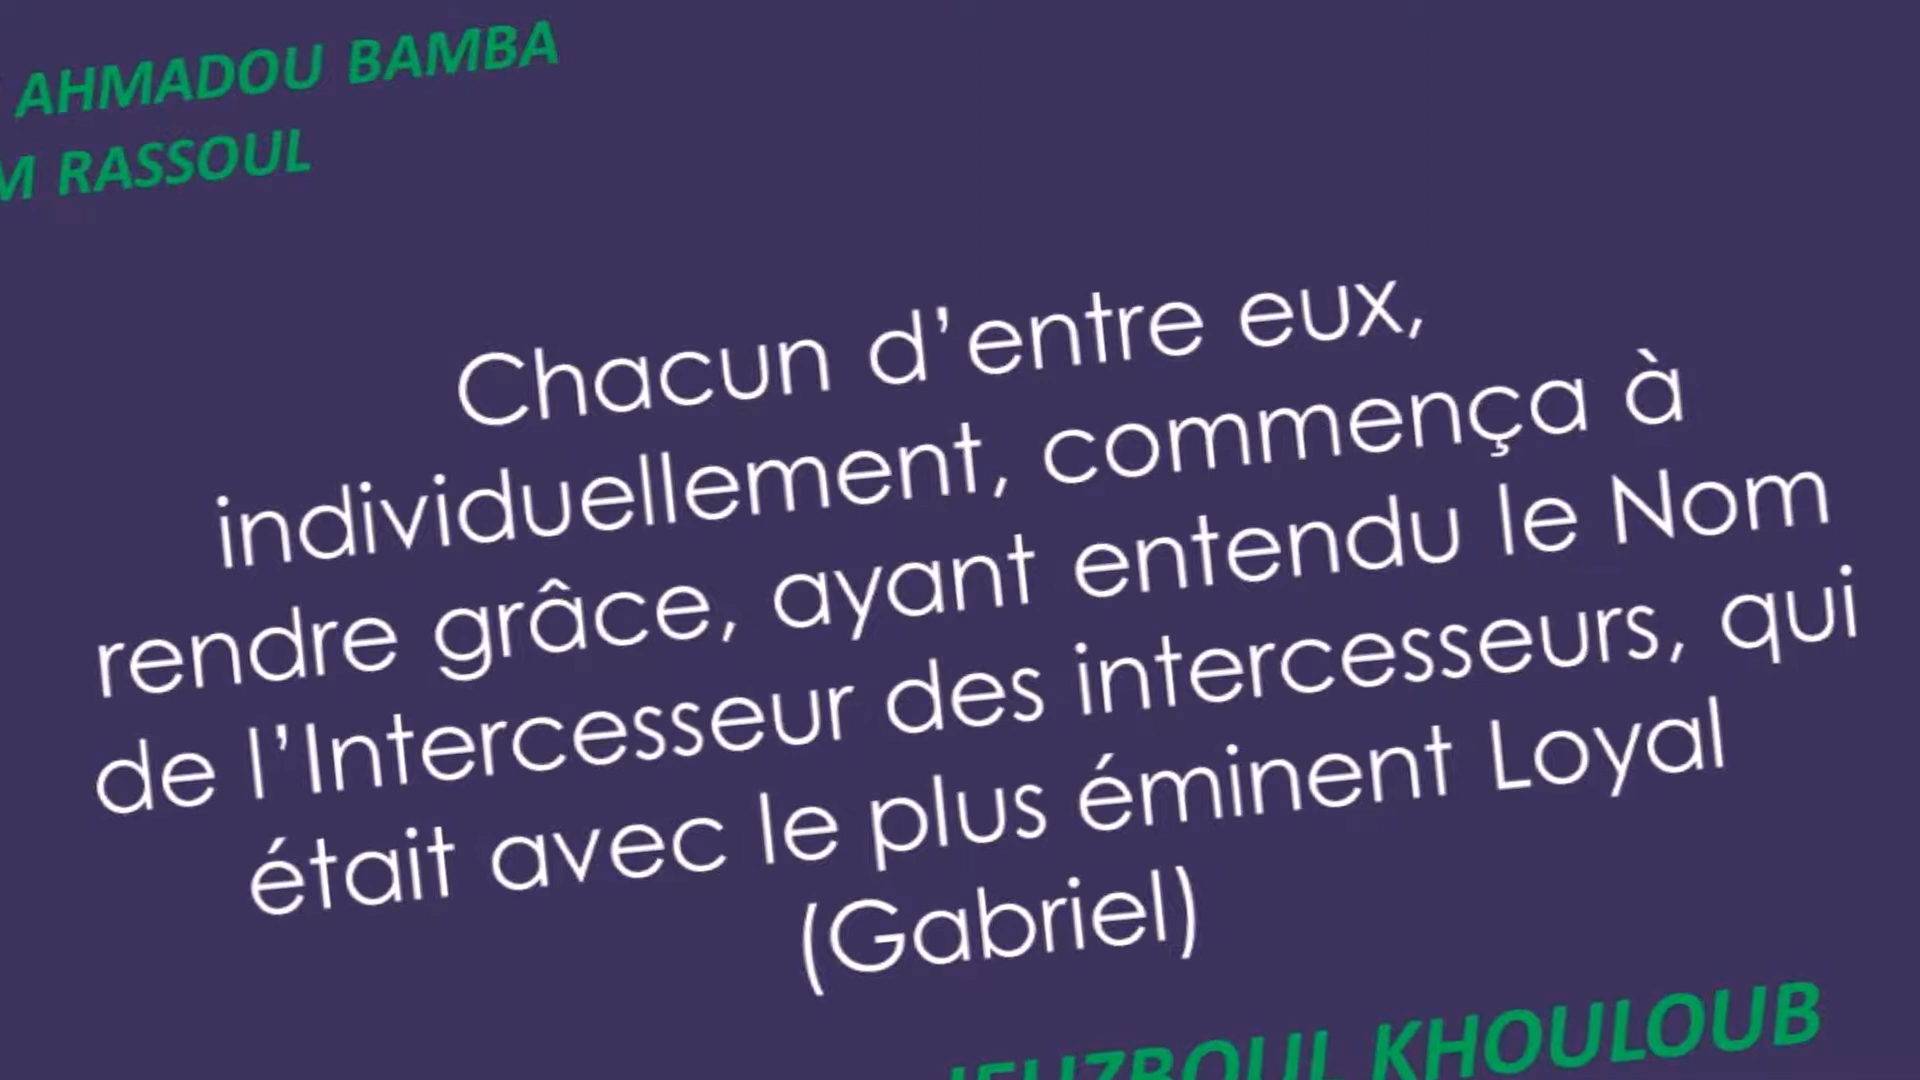 AHMADOU BAMBA
M RASSOUL
Chacun d’entre eux,
individuellement, commença à
rendre grâce, ayant entendu le Nom
de l’Intercesseur des intercesseurs, qui
était avec le plus éminent Loyal
(Gabriel)
JEUZBOUL KHOULOUB